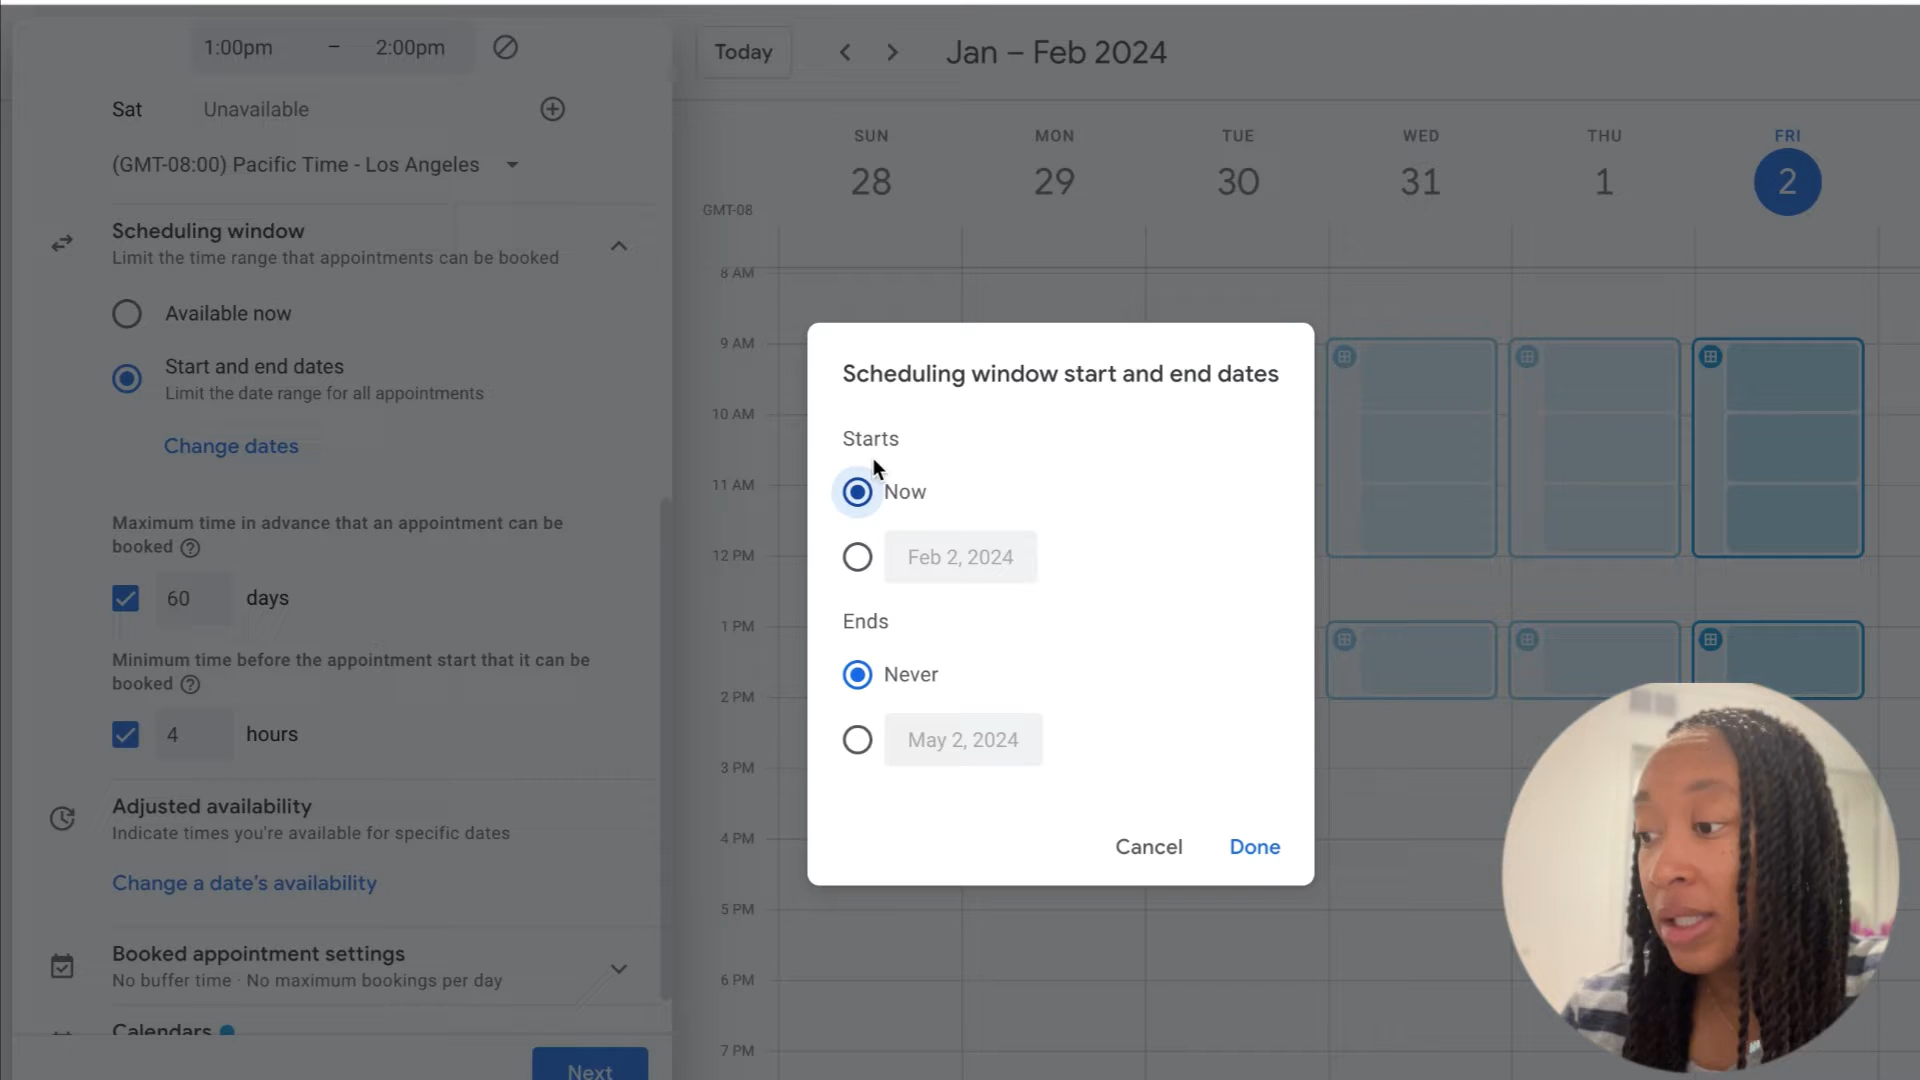 1:00pm – 2:00pm
Sat Unavailable
(GMT-08:00) Pacific Time - Los Angeles
Scheduling window
Limit the time range that appointments can be booked
Available now
Start and end dates
Limit the date range for all appointments
Change dates
Maximum time in advance that an appointment can be
booked
60 days
Minimum time before the appointment start that it can be
booked
4 hours
Adjusted availability
Indicate times you're available for specific dates
Change a date's availability
Booked appointment settings
No buffer time · No maximum bookings per day
Calendars
Next
Today Jan – Feb 2024
SUN MON TUE WED THU FRI
28 29 30 31 1 2
GMT-08
8 AM
9 AM
10 AM
11 AM
12 PM
1 PM
2 PM
3 PM
4 PM
5 PM
6 PM
7 PM
Scheduling window start and end dates
Starts
Now
Feb 2, 2024
Ends
Never
May 2, 2024
Cancel Done